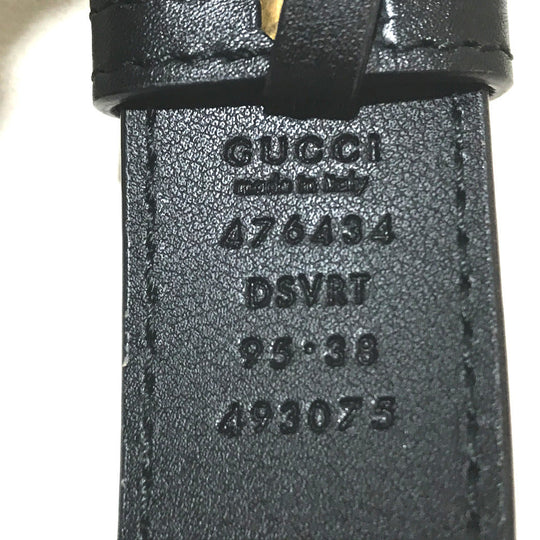 GUCCI
made in Italy
476434
DSVRT
95·38
493075